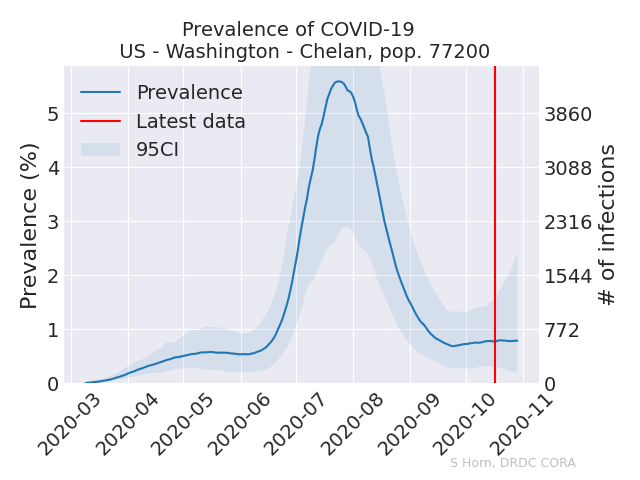 Prevalence of COVID-19
US - Washington - Chelan, pop. 77200
Prevalence
Latest data
95CI
Prevalence (%)
5
4
3
2
1
0
3860
3088
2316
1544
772
0
# of infections
2020-03
2020-04
2020-05
2020-06
2020-07
2020-08
2020-09
2020-10
2020-11
S Horn, DRDC CORA